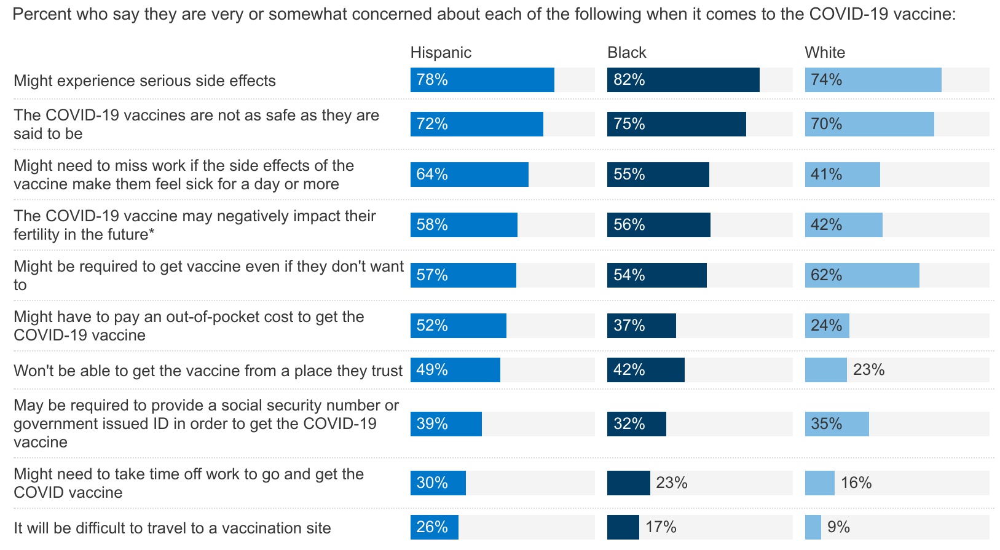 Percent who say they are very or somewhat concerned about each of the following when it comes to the COVID-19 vaccine:
Hispanic Black White
Might experience serious side effects 78% 82% 74%
The COVID-19 vaccines are not as safe as they are
said to be
72% 75% 70%
Might need to miss work if the side effects of the
vaccine make them feel sick for a day or more
64% 55% 41%
The COVID-19 vaccine may negatively impact their
fertility in the future*
58% 56% 42%
Might be required to get vaccine even if they don't want
to
57% 54% 62%
Might have to pay an out-of-pocket cost to get the
COVID-19 vaccine
52% 37% 24%
Won't be able to get the vaccine from a place they trust 49% 42% 23%
May be required to provide a social security number or
government issued ID in order to get the COVID-19
vaccine
39% 32% 35%
Might need to take time off work to go and get the
COVID vaccine
30% 23% 16%
It will be difficult to travel to a vaccination site 26% 17% 9%